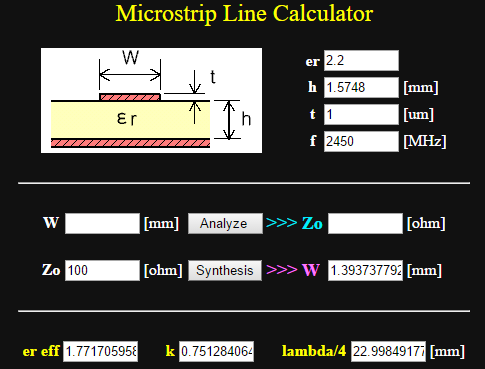 Microstrip Line Calculator
W
t
εr
h
er 2.2
h 1.5748 [mm]
t 1 [um]
f 2450 [MHz]
W [mm] Analyze >>> Zo [ohm]
Zo 100 [ohm] Synthesis >>> W 1.393737792 [mm]
er eff 1.771705958 k 0.751284064 lambda/4 22.99849177 [mm]